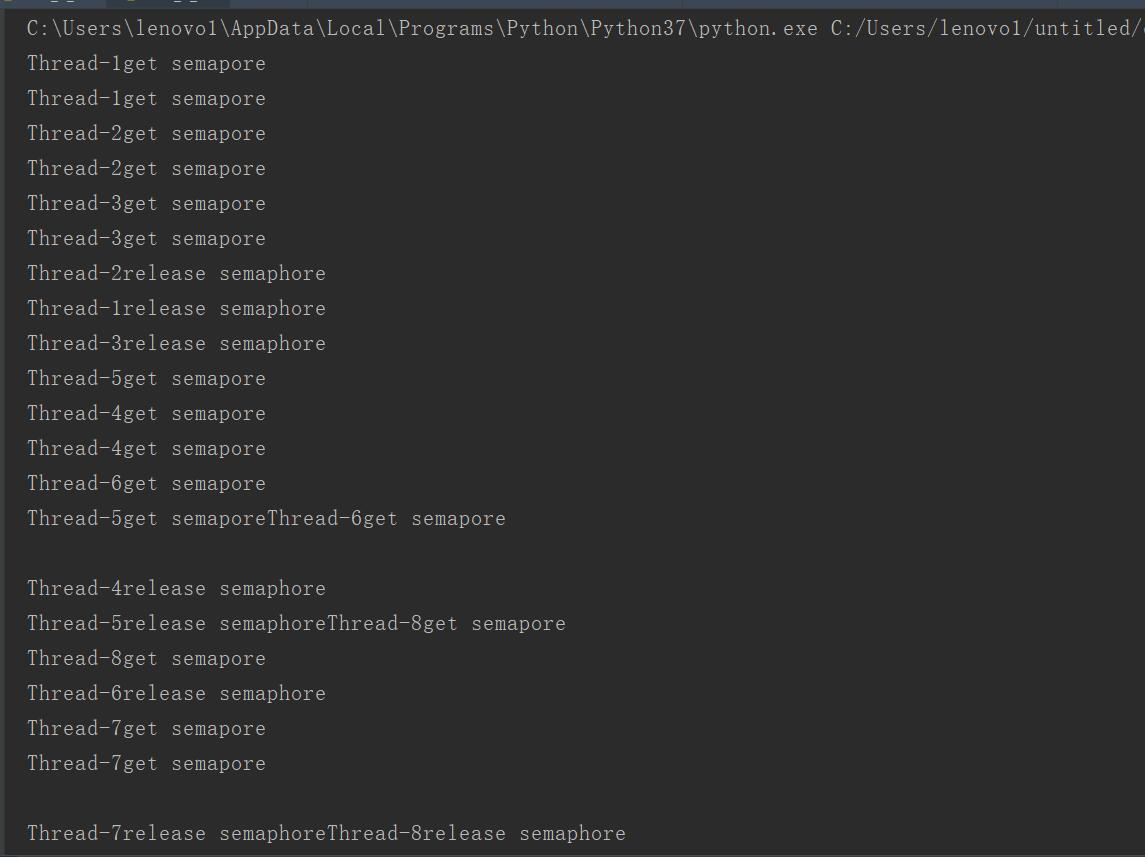 C:\Users\lenovo1\AppData\Local\Programs\Python\Python37\python.exe C:/Users/lenovo1/untitled/
Thread-1get semapore
Thread-1get semapore
Thread-2get semapore
Thread-2get semapore
Thread-3get semapore
Thread-3get semapore
Thread-2release semaphore
Thread-1release semaphore
Thread-3release semaphore
Thread-5get semapore
Thread-4get semapore
Thread-4get semapore
Thread-6get semapore
Thread-5get semaporeThread-6get semapore
Thread-4release semaphore
Thread-5release semaphoreThread-8get semapore
Thread-8get semapore
Thread-6release semaphore
Thread-7get semapore
Thread-7get semapore
Thread-7release semaphoreThread-8release semaphore